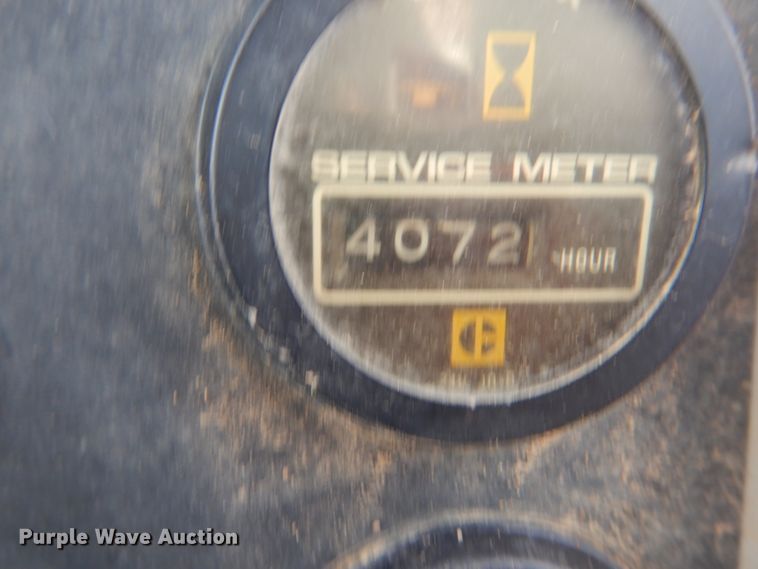 SERVICE METER
4072 HOUR
Purple Wave Auction